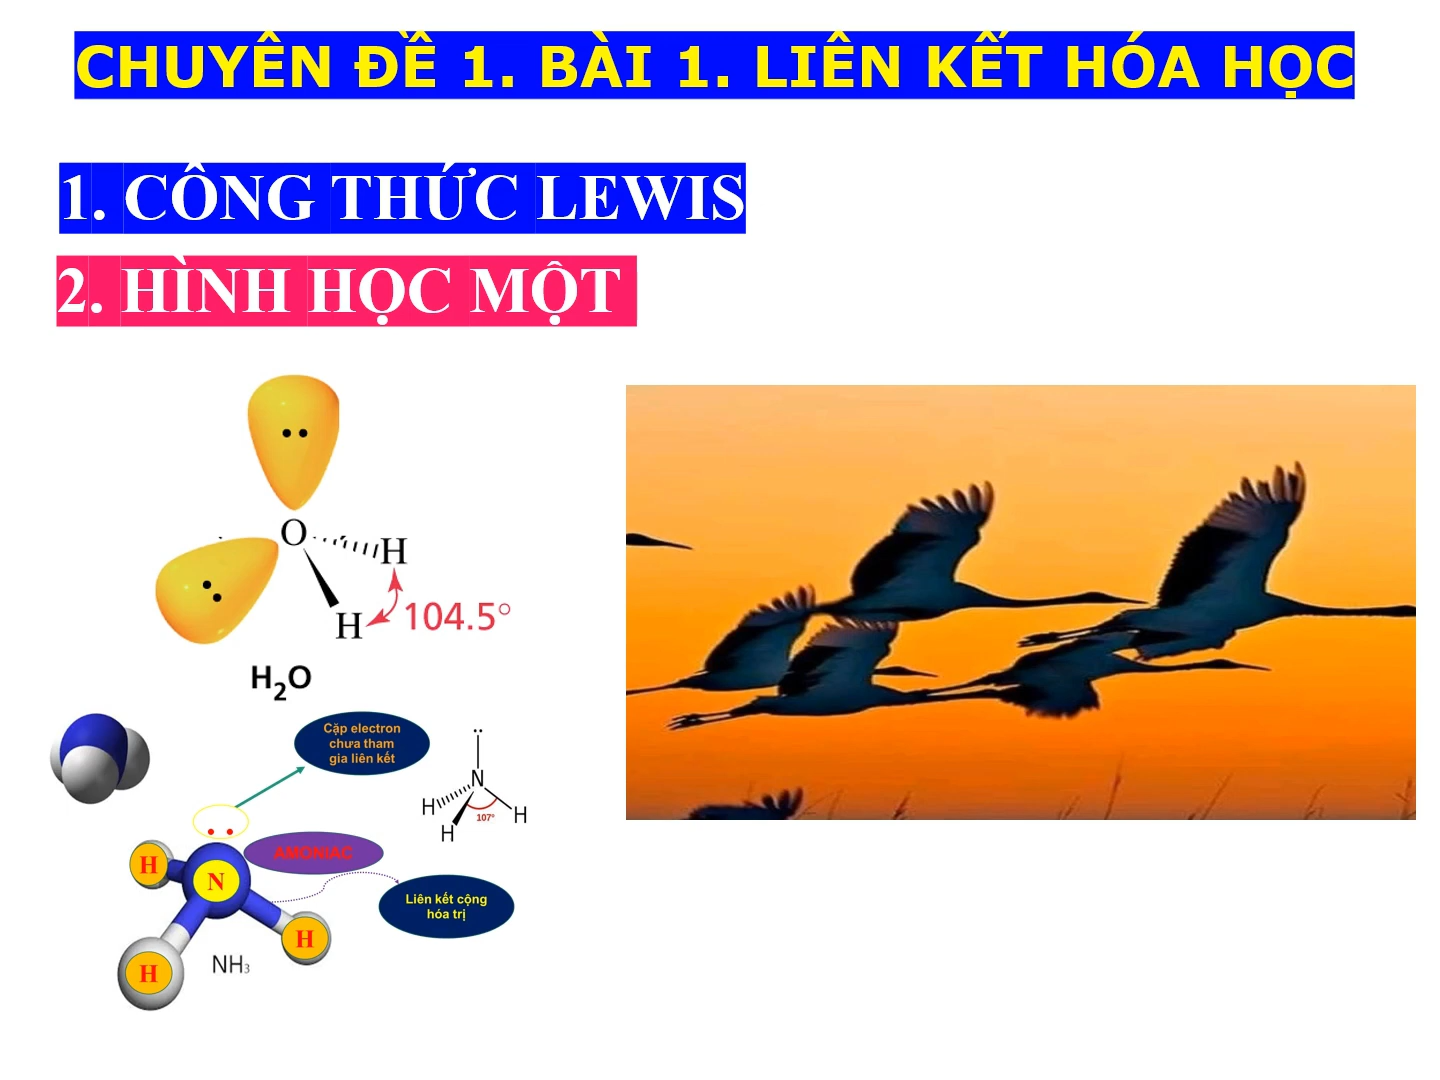 CHUYÊN ĐỀ 1. BÀI 1. LIÊN KẾT HÓA HỌC
1. CÔNG THỨC LEWIS
2. HÌNH HỌC MỘT
O
H
H
104.5°
H₂O
Cặp electron
chưa tham
gia liên kết
N
H
H
H
107°
AMONIAC
H
N
H
H
Liên kết cộng
hóa trị
NH₃